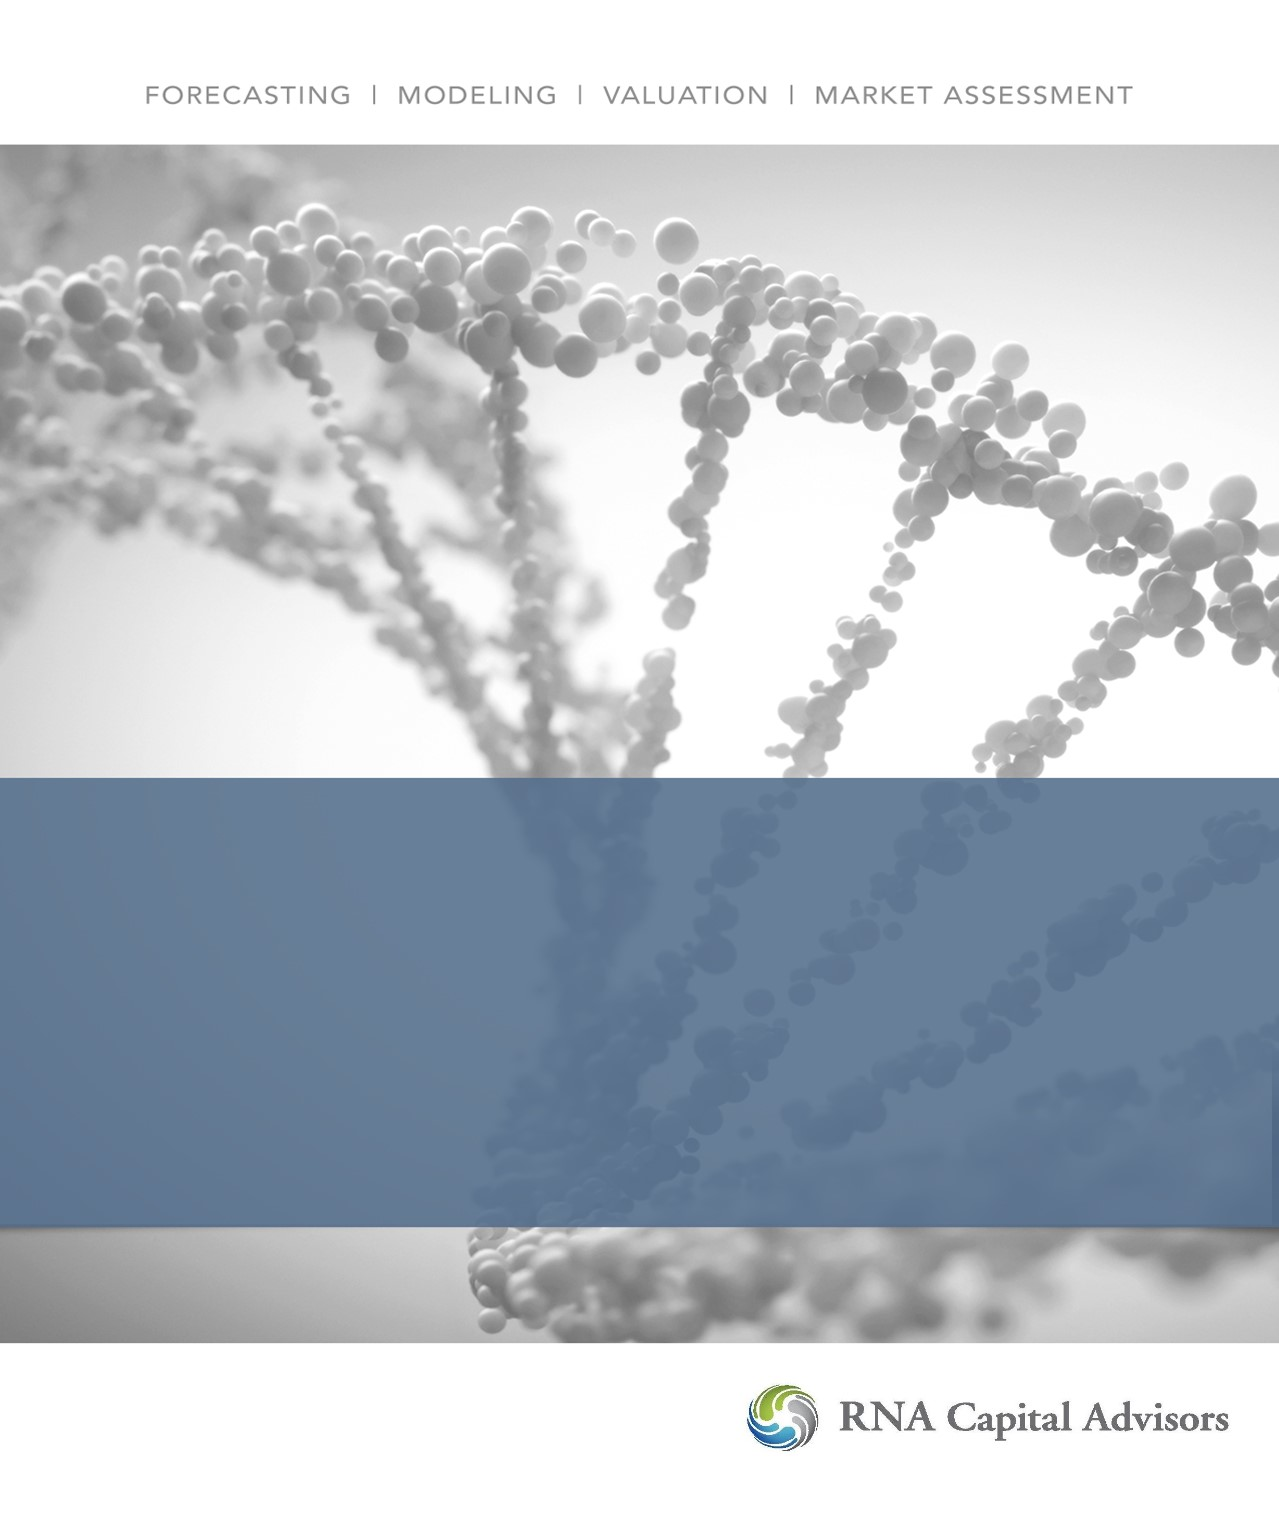 FORECASTING | MODELING | VALUATION | MARKET ASSESSMENT
RNA Capital Advisors